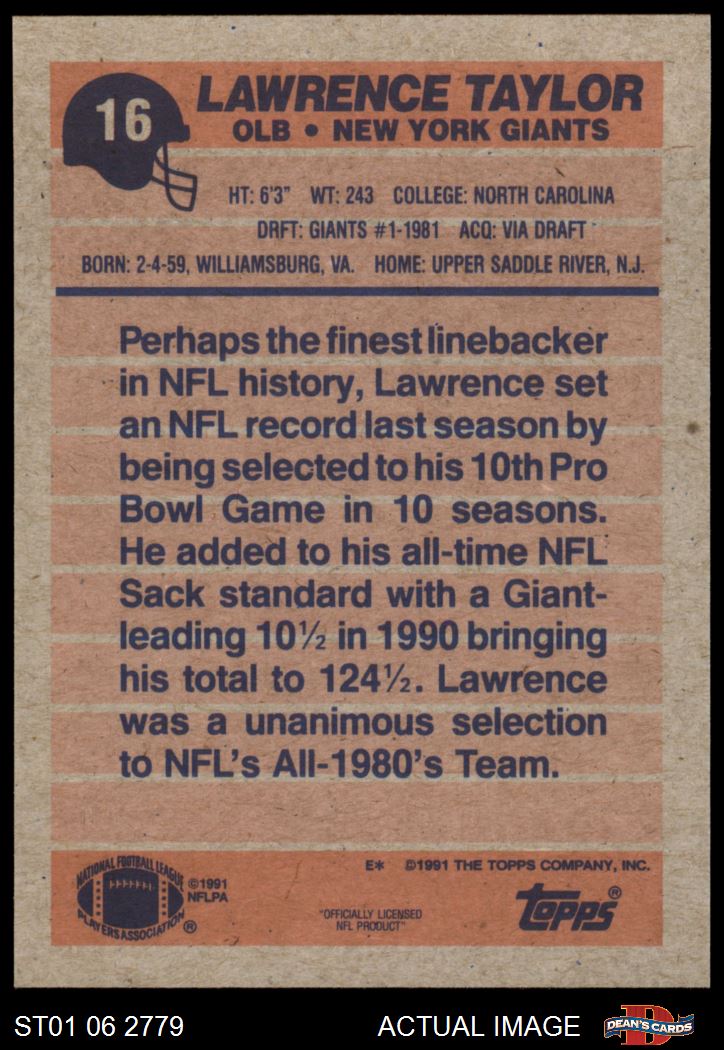 16
LAWRENCE TAYLOR
OLB • NEW YORK GIANTS
HT: 6'3" WT: 243 COLLEGE: NORTH CAROLINA
DRFT: GIANTS #1-1981 ACQ: VIA DRAFT
BORN: 2-4-59, WILLIAMSBURG, VA. HOME: UPPER SADDLE RIVER, N.J.
Perhaps the finest linebacker
in NFL history, Lawrence set
an NFL record last season by
being selected to his 10th Pro
Bowl Game in 10 seasons.
He added to his all-time NFL
Sack standard with a Giant-
leading 10½ in 1990 bringing
his total to 124½. Lawrence
was a unanimous selection
to NFL's All-1980's Team.
E* ©1991 THE TOPPS COMPANY, INC.
NATIONAL FOOTBALL LEAGUE
PLAYERS ASSOCIATION ®
©1991
NFLPA
"OFFICIALLY LICENSED
NFL PRODUCT"
topps®
ST01 06 2779 ACTUAL IMAGE
D
DEAN'S CARDS